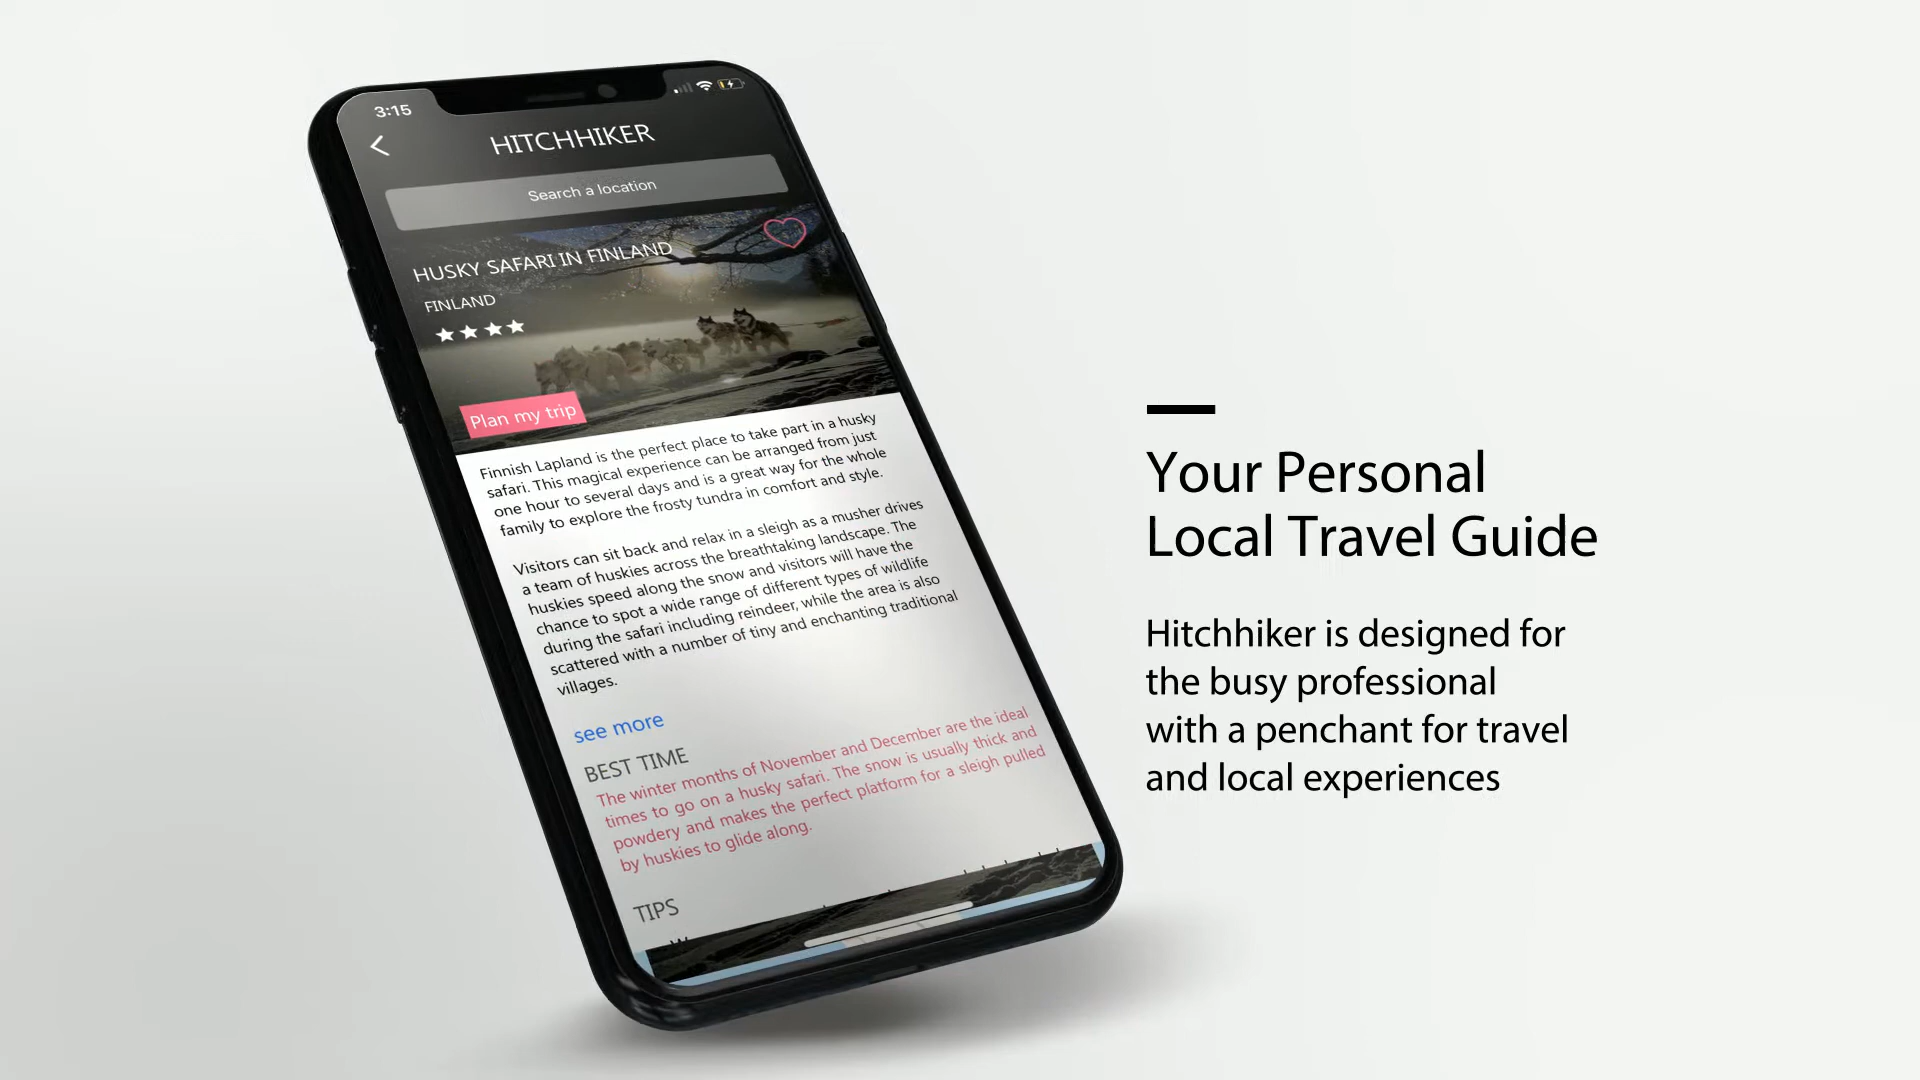 3:15
HITCHHIKER
Search a location
HUSKY SAFARI IN FINLAND
FINLAND
Plan my trip
Finnish Lapland is the perfect place to take part in a husky
safari. This magical experience can be arranged from just
one hour to several days and is a great way for the whole
family to explore the frosty tundra in comfort and style.
Visitors can sit back and relax in a sleigh as a musher drives
a team of huskies across the breathtaking landscape. The
huskies speed along the snow and visitors will have the
chance to spot a wide range of different types of wildlife
during the safari including reindeer, while the area is also
scattered with a number of tiny and enchanting traditional
villages.
see more
BEST TIME
The winter months of November and December are the ideal
times to go on a husky safari. The snow is usually thick and
powdery and makes the perfect platform for a sleigh pulled
by huskies to glide along.
TIPS
Your Personal
Local Travel Guide
Hitchhiker is designed for
the busy professional
with a penchant for travel
and local experiences